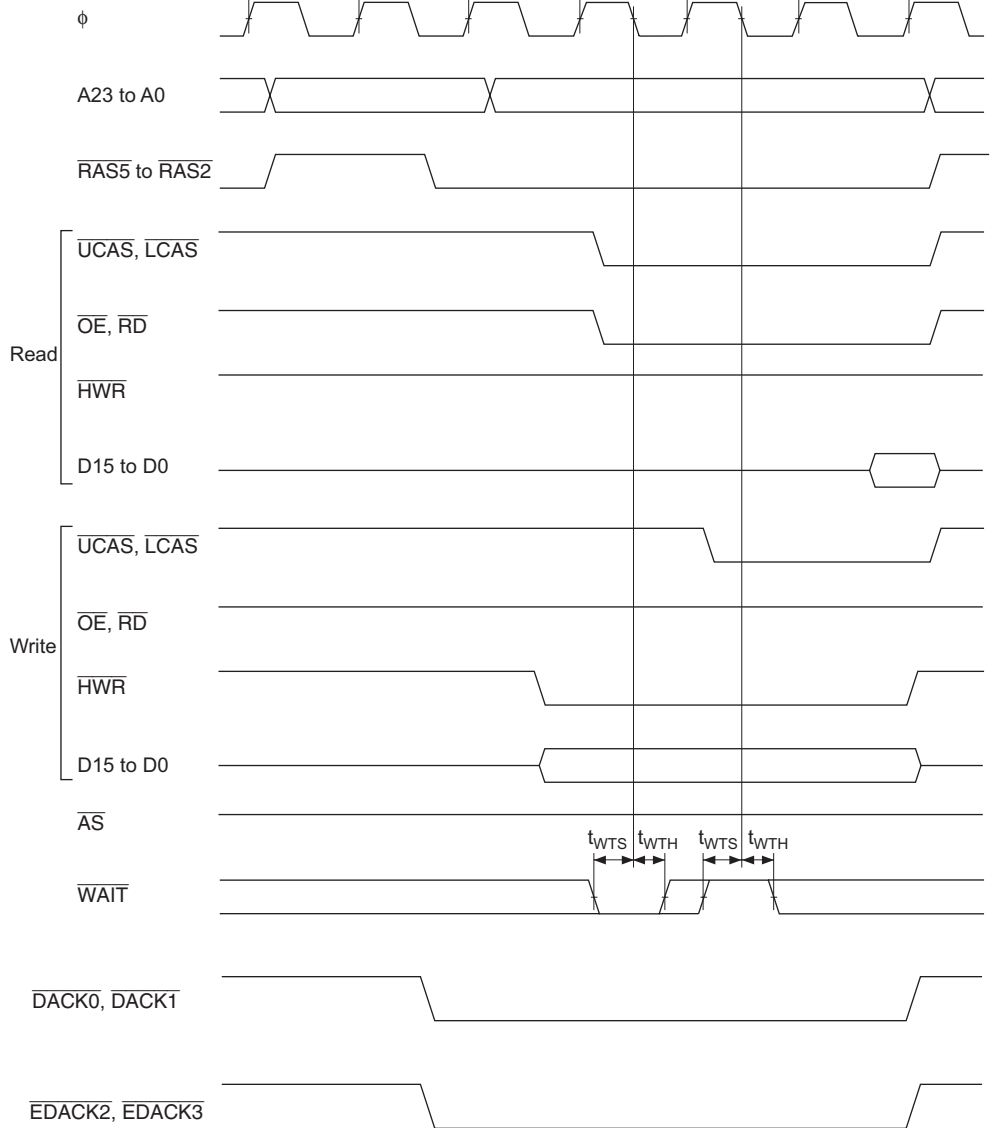 ϕ
A23 to A0
RAS5 to RAS2
Read
UCAS, LCAS
OE, RD
HWR
D15 to D0
Write
UCAS, LCAS
OE, RD
HWR
D15 to D0
AS
tWTS tWTH tWTS tWTH
WAIT
DACK0, DACK1
EDACK2, EDACK3